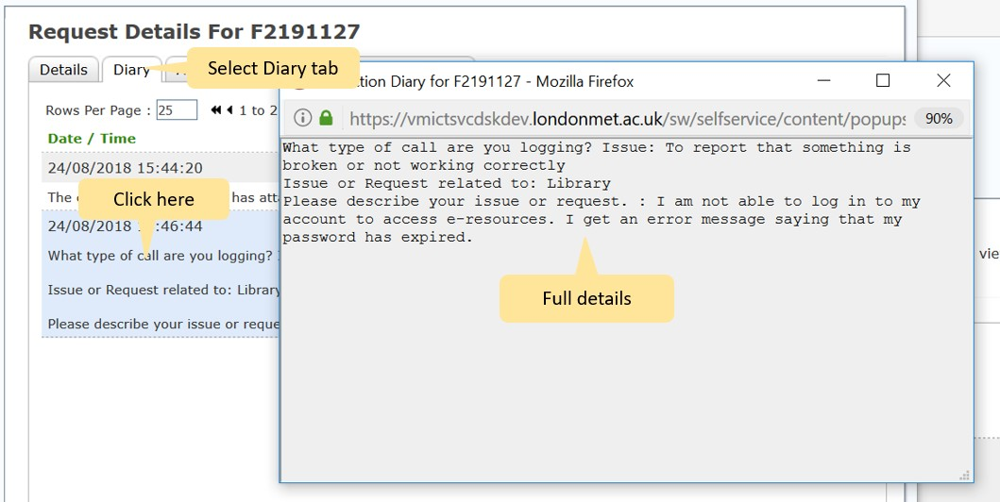 Request Details For F2191127
Details
Diary
Select Diary tab
Rows Per Page : 25
1 to 2
Date / Time
24/08/2018 15:44:20
The
has att
Click here
24/08/2018
:46:44
What type of call are you logging?
Issue or Request related to: Library
Please describe your issue or reque
tion Diary for F2191127 - Mozilla Firefox
https://vmictsvcdskdev.londonmet.ac.uk/sw/selfservice/content/popups
90%
What type of call are you logging? Issue: To report that something is
broken or not working correctly
Issue or Request related to: Library
Please describe your issue or request. : I am not able to log in to my
account to access e-resources. I get an error message saying that my
password has expired.
Full details
vie